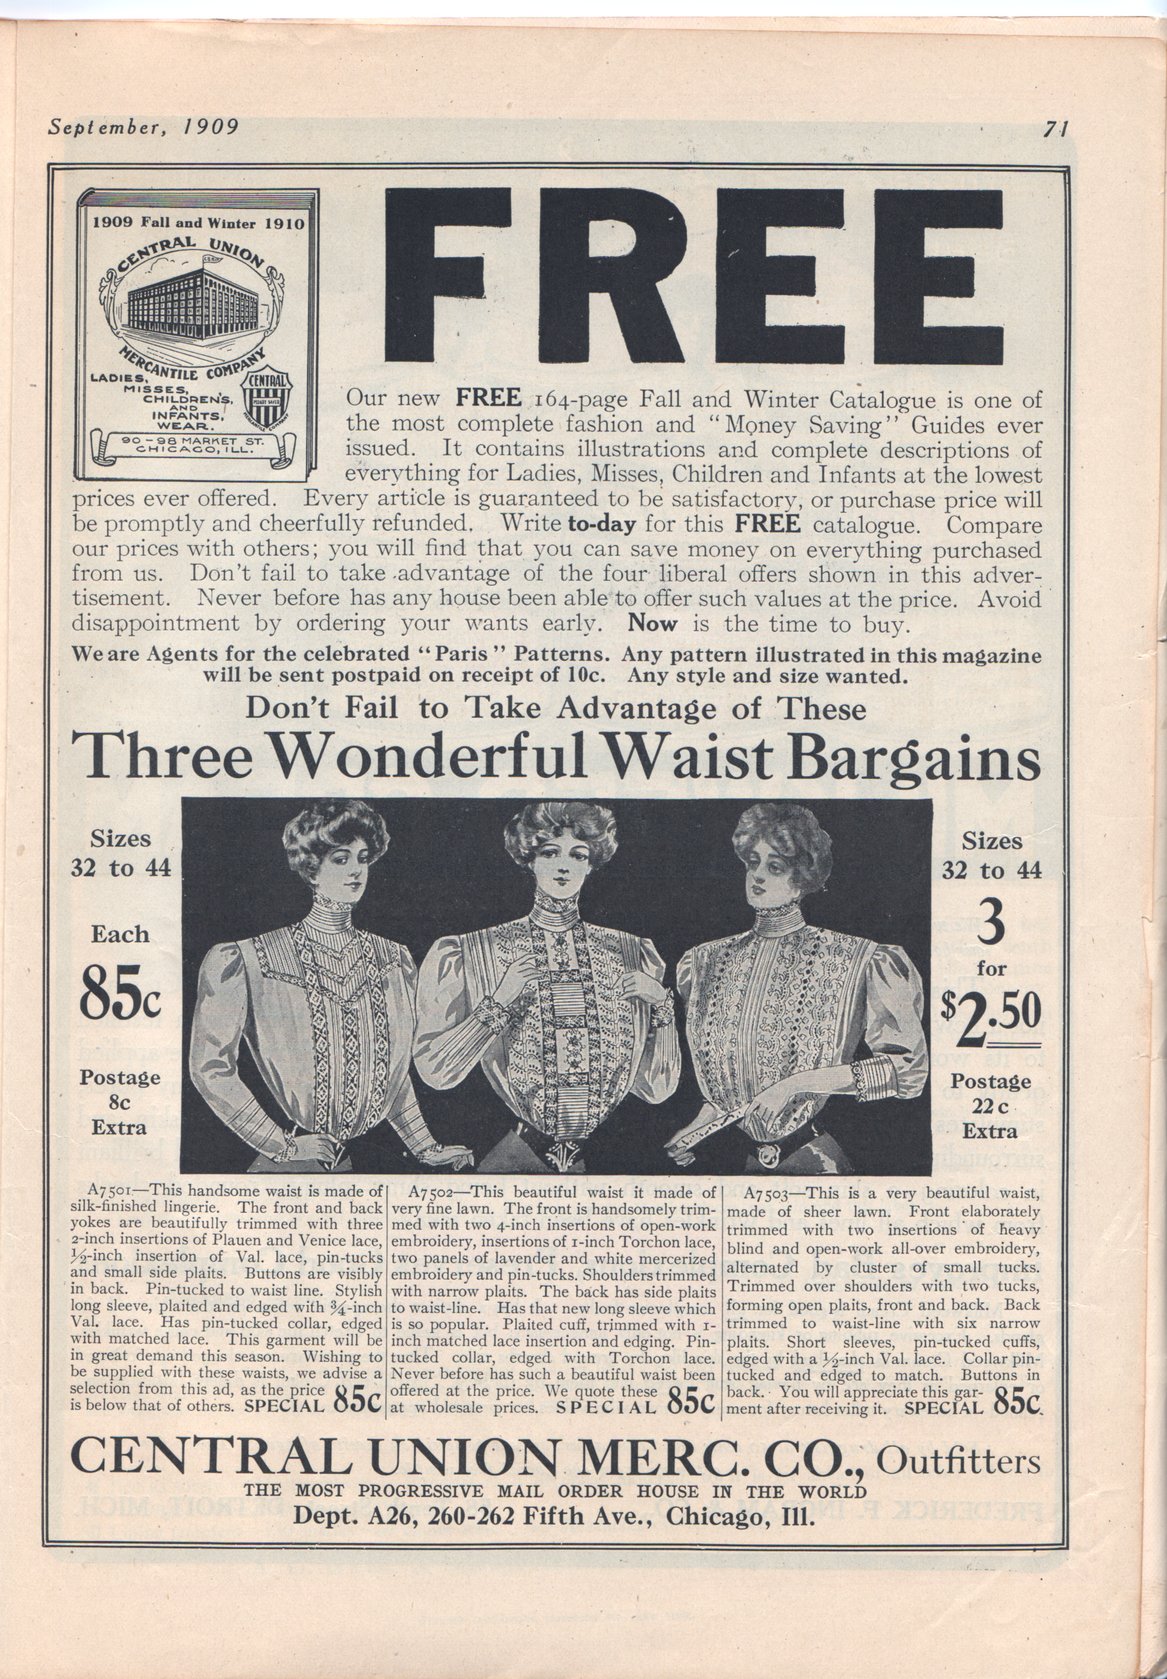 September, 1909
71
1909 Fall and Winter 1910
CENTRAL UNION
MERCANTILE COMPANY
LADIES,
MISSES,
CHILDREN'S,
AND
INFANTS,
WEAR.
CENTRAL
90-98 MARKET ST.
CHICAGO, ILL.
FREE
Our new FREE 164-page Fall and Winter Catalogue is one of
the most complete fashion and "Money Saving" Guides ever
issued. It contains illustrations and complete descriptions of
everything for Ladies, Misses, Children and Infants at the lowest
prices ever offered. Every article is guaranteed to be satisfactory, or purchase price will
be promptly and cheerfully refunded. Write to-day for this FREE catalogue. Compare
our prices with others; you will find that you can save money on everything purchased
from us. Don't fail to take advantage of the four liberal offers shown in this adver-
tisement. Never before has any house been able to offer such values at the price. Avoid
disappointment by ordering your wants early. Now is the time to buy.
We are Agents for the celebrated "Paris" Patterns. Any pattern illustrated in this magazine
will be sent postpaid on receipt of 10c. Any style and size wanted.
Don't Fail to Take Advantage of These
Three Wonderful Waist Bargains
Sizes
32 to 44
Each
85c
Postage
8c
Extra
Sizes
32 to 44
3
for
$2.50
Postage
22c
Extra
A7501—This handsome waist is made of
silk-finished lingerie. The front and back
yokes are beautifully trimmed with three
2-inch insertions of Plauen and Venice lace,
½-inch insertion of Val. lace, pin-tucks
and small side plaits. Buttons are visibly
in back. Pin-tucked to waist line. Stylish
long sleeve, plaited and edged with ¾-inch
Val. lace. Has pin-tucked collar, edged
with matched lace. This garment will be
in great demand this season. Wishing to
be supplied with these waists, we advise a
selection from this ad, as the price
is below that of others. SPECIAL 85c
A7502—This beautiful waist it made of
very fine lawn. The front is handsomely trim-
med with two 4-inch insertions of open-work
embroidery, insertions of 1-inch Torchon lace,
two panels of lavender and white mercerized
embroidery and pin-tucks. Shoulders trimmed
with narrow plaits. The back has side plaits
to waist-line. Has that new long sleeve which
is so popular. Plaited cuff, trimmed with 1-
inch matched lace insertion and edging. Pin-
tucked collar, edged with Torchon lace.
Never before has such a beautiful waist been
offered at the price. We quote these
at wholesale prices. SPECIAL 85c
A7503—This is a very beautiful waist,
made of sheer lawn. Front elaborately
trimmed with two insertions of heavy
blind and open-work all-over embroidery,
alternated by cluster of small tucks.
Trimmed over shoulders with two tucks,
forming open plaits, front and back. Back
trimmed to waist-line with six narrow
plaits. Short sleeves, pin-tucked cuffs,
edged with a ½-inch Val. lace. Collar pin-
tucked and edged to match. Buttons in
back. You will appreciate this gar-
ment after receiving it. SPECIAL 85c.
CENTRAL UNION MERC. CO., Outfitters
THE MOST PROGRESSIVE MAIL ORDER HOUSE IN THE WORLD
Dept. A26, 260-262 Fifth Ave., Chicago, Ill.